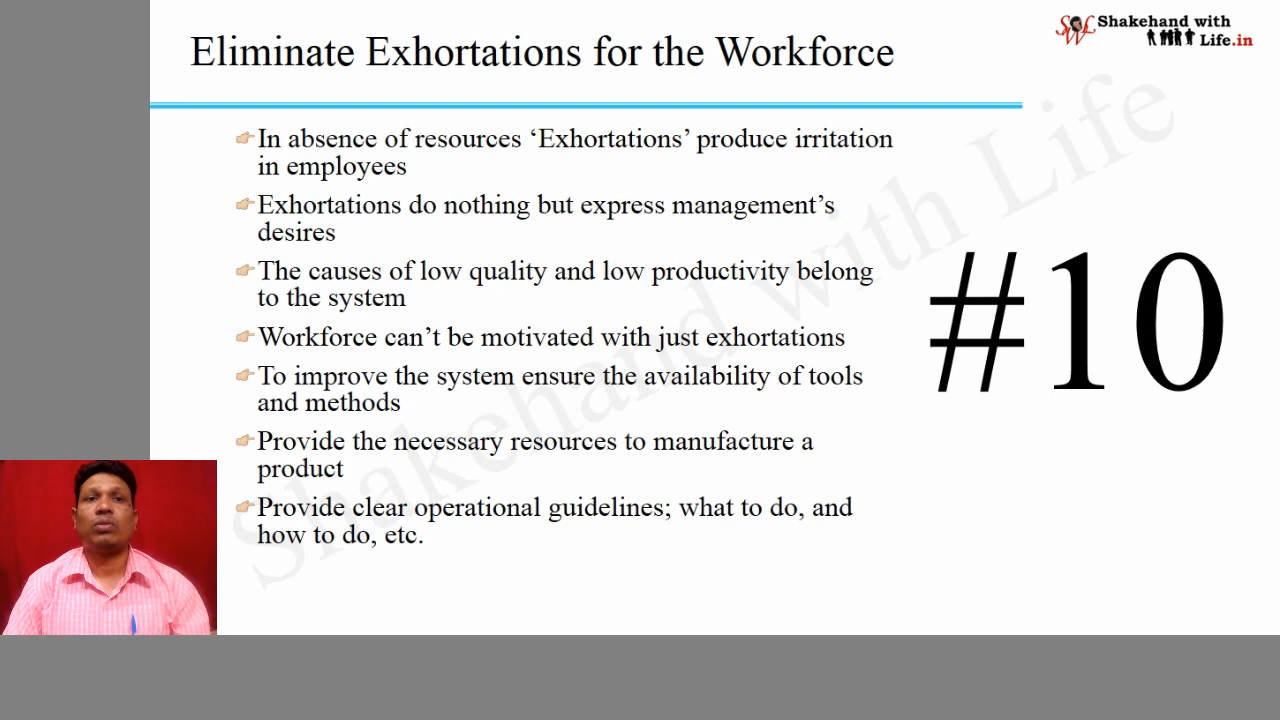 Eliminate Exhortations for the Workforce
SWL
Shakehand with
Life.in
In absence of resources ‘Exhortations’ produce irritation
in employees
Exhortations do nothing but express management’s
desires
The causes of low quality and low productivity belong
to the system
Workforce can’t be motivated with just exhortations
To improve the system ensure the availability of tools
and methods
Provide the necessary resources to manufacture a
product
Provide clear operational guidelines; what to do, and
how to do, etc.
#10
Shakehand with Life